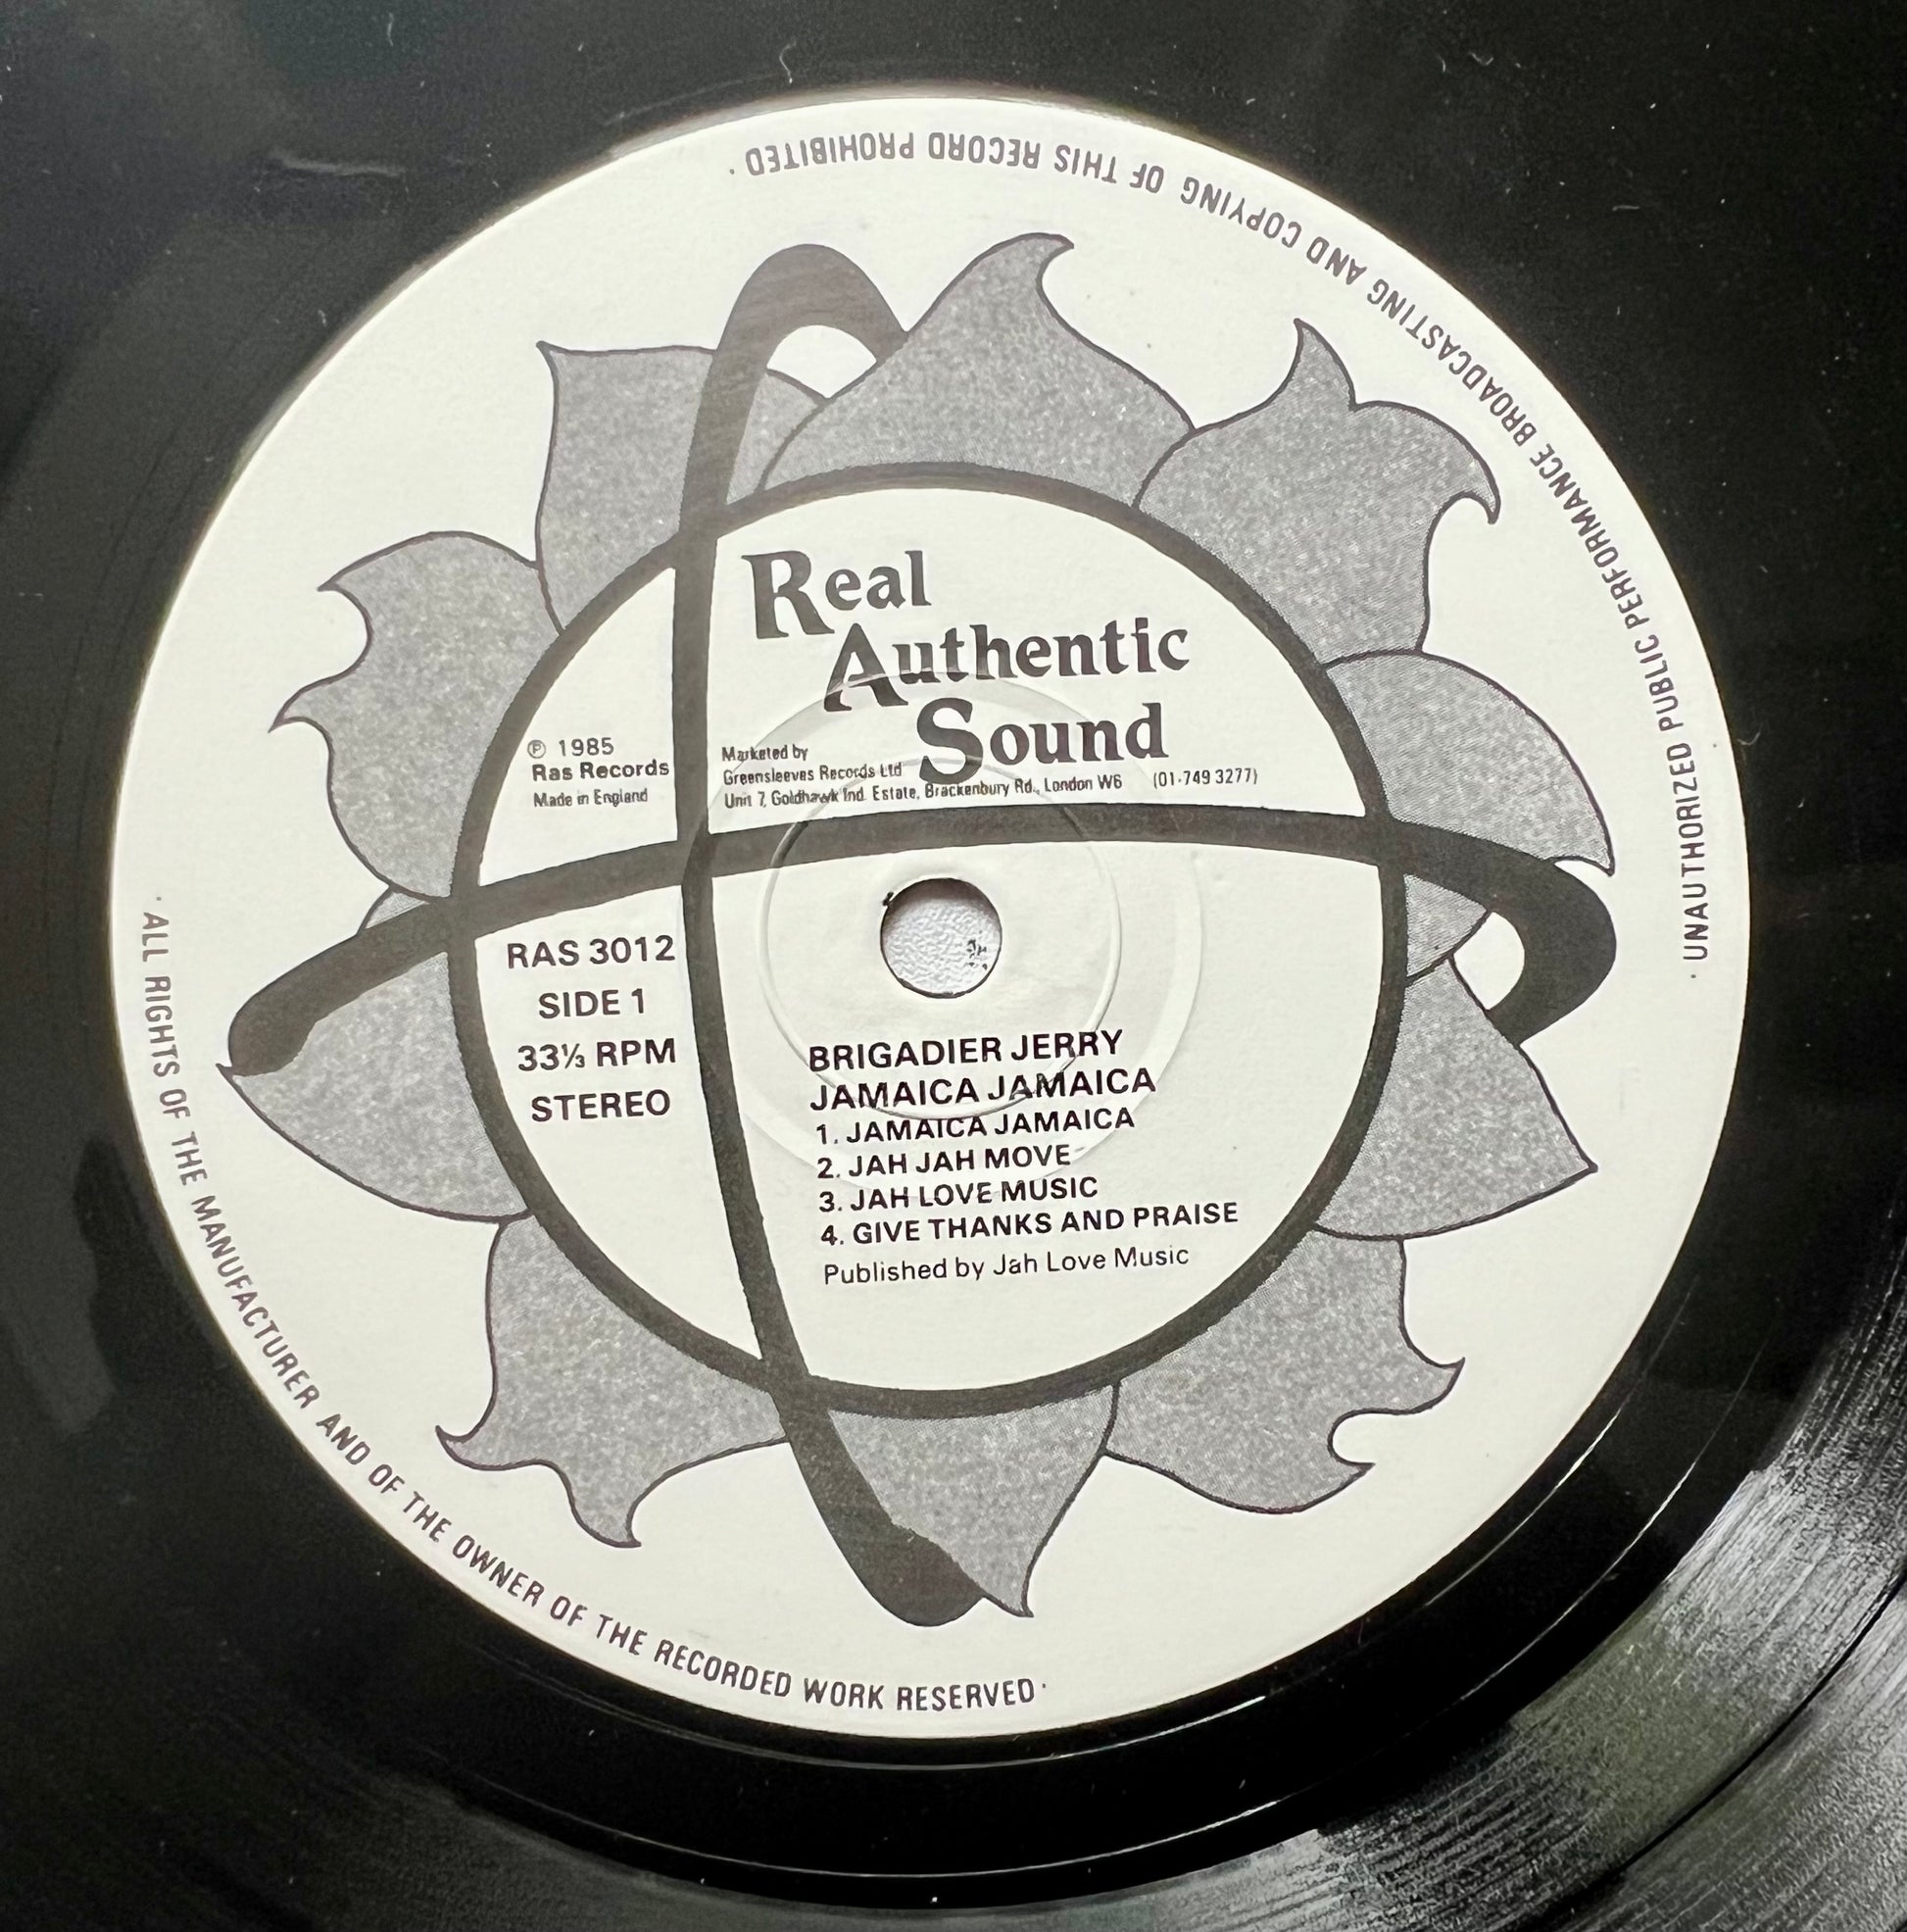 Real
Authentic
Sound
℗ 1985
Ras Records
Made in England
Marketed by
Greensleeves Records Ltd
Unit 7, Goldhawk Ind. Estate, Brackenbury Rd., London W6 (01-749 3277)
RAS 3012
SIDE 1
33⅓ RPM
STEREO
BRIGADIER JERRY
JAMAICA JAMAICA
1. JAMAICA JAMAICA
2. JAH JAH MOVE
3. JAH LOVE MUSIC
4. GIVE THANKS AND PRAISE
Published by Jah Love Music
· ALL RIGHTS OF THE MANUFACTURER AND OF THE OWNER OF THE RECORDED WORK RESERVED ·
· UNAUTHORIZED PUBLIC PERFORMANCE BROADCASTING AND COPYING OF THIS RECORD PROHIBITED ·